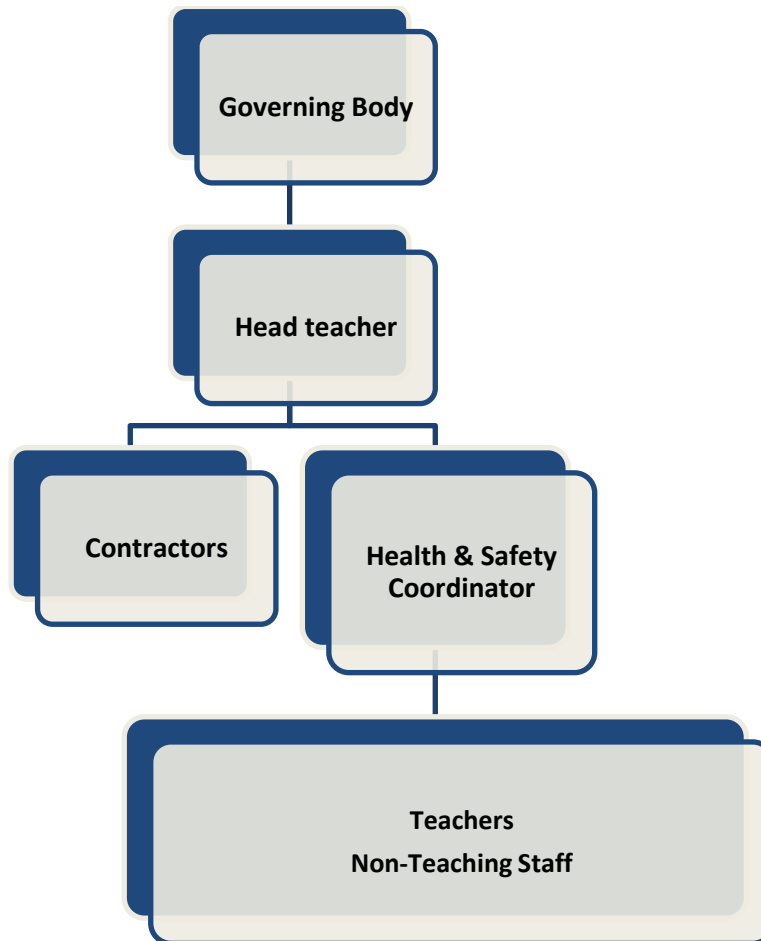 Governing Body
Head teacher
Contractors
Health & Safety
Coordinator
Teachers
Non-Teaching Staff